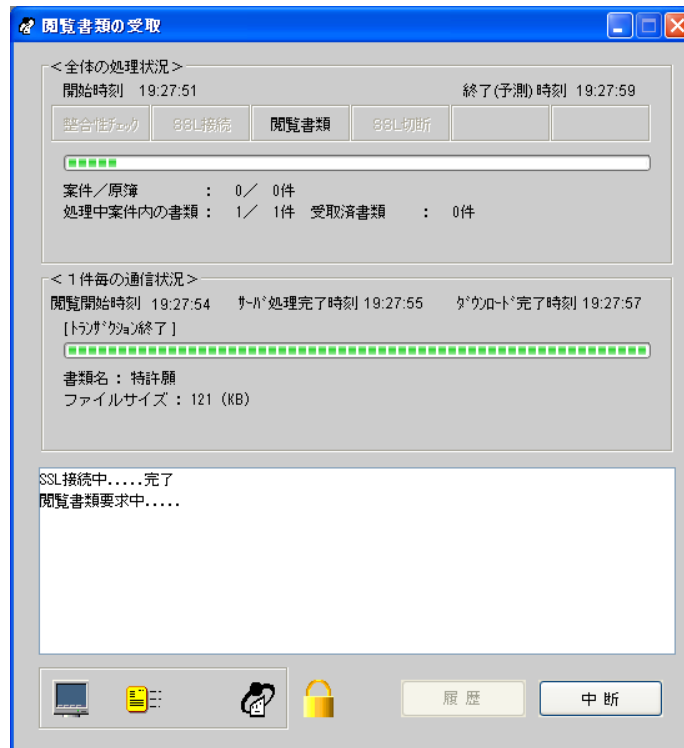 閲覧書類の受取
＜全体の処理状況＞
開始時刻 19:27:51 終了(予測)時刻 19:27:59
整合性ﾁｪｯｸ SSL接続 閲覧書類 SSL切断
案件／原簿 : 0／ 0件
処理中案件内の書類 : 1／ 1件 受取済書類 : 0件
＜1件毎の通信状況＞
閲覧開始時刻 19:27:54 ｻｰﾊﾞ処理完了時刻 19:27:55 ﾀﾞｳﾝﾛｰﾄﾞ完了時刻 19:27:57
[ﾄﾗﾝｻﾞｸｼｮﾝ終了]
書類名 : 特許願
ファイルサイズ : 121 (KB)
SSL接続中.....完了
閲覧書類要求中.....
履歴 中断